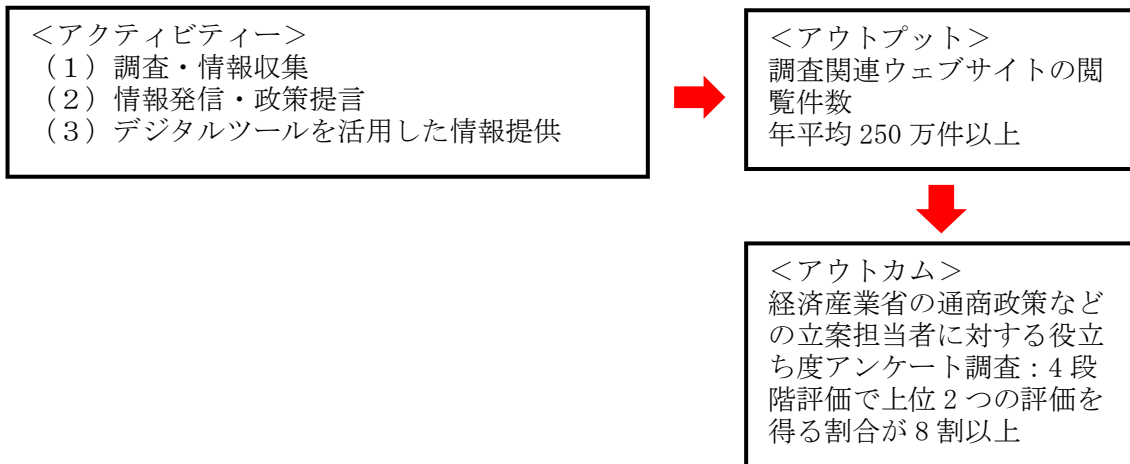 ＜アクティビティー＞
（１）調査・情報収集
（２）情報発信・政策提言
（３）デジタルツールを活用した情報提供
＜アウトプット＞
調査関連ウェブサイトの閲
覧件数
年平均 250 万件以上
＜アウトカム＞
経済産業省の通商政策など
の立案担当者に対する役立
ち度アンケート調査：4 段
階評価で上位 2 つの評価を
得る割合が 8 割以上